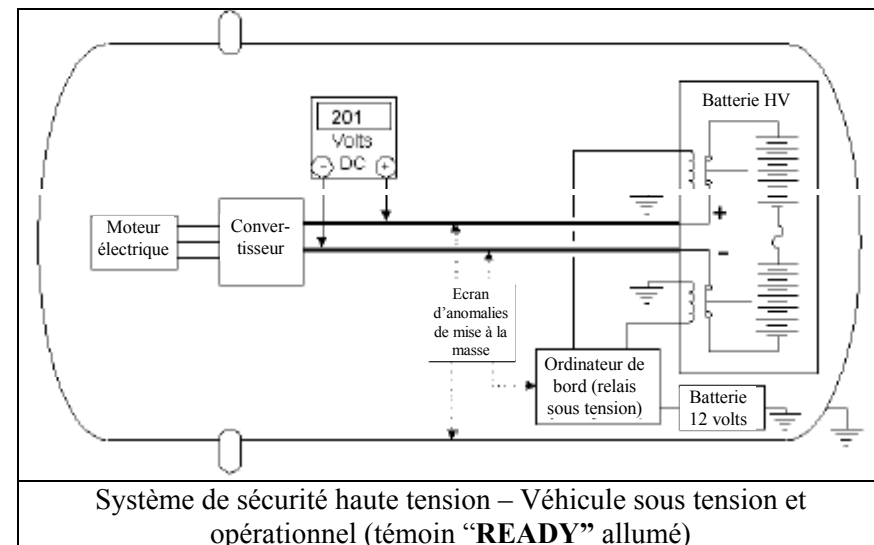 201
Volts
- DC +
Batterie HV
+
-
Moteur
électrique
Conver-
tisseur
Ecran
d’anomalies
de mise à la
masse
Ordinateur de
bord (relais
sous tension)
Batterie
12 volts
Système de sécurité haute tension – Véhicule sous tension et
opérationnel (témoin “READY” allumé)